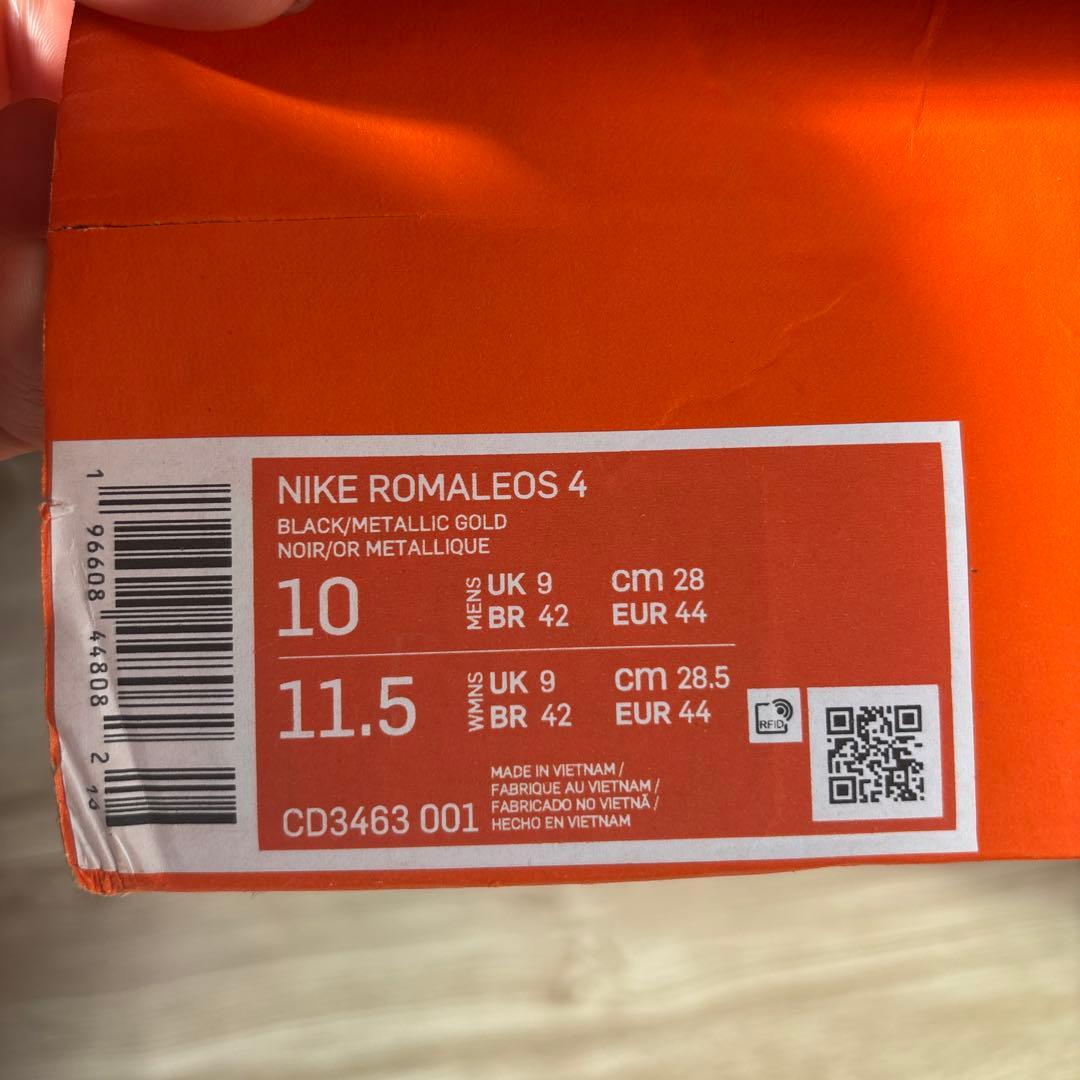 1 96608 44808 2
NIKE ROMALEOS 4
BLACK/METALLIC GOLD
NOIR/OR METALLIQUE
10
MENS
UK 9 cm 28
BR 42 EUR 44
11.5
WMNS
UK 9 cm 28.5
BR 42 EUR 44
RFID
MADE IN VIETNAM /
FABRIQUE AU VIETNAM /
FABRICADO NO VIETNÃ /
HECHO EN VIETNAM
CD3463 001